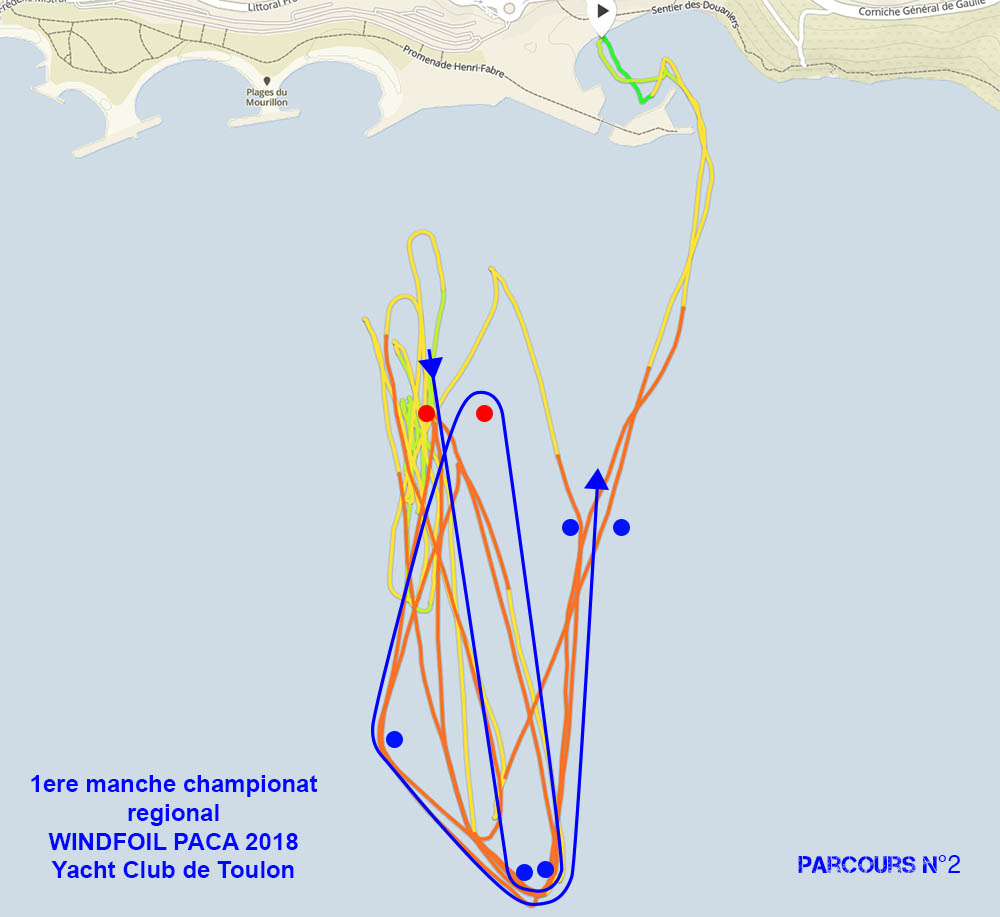 Littoral
Sentier des Douaniers
Corniche Général de Gaulle
Promenade Henri-Fabre
Plages du
Mourillon
1ere manche championat
regional
WINDFOIL PACA 2018
Yacht Club de Toulon
PARCOURS N°2